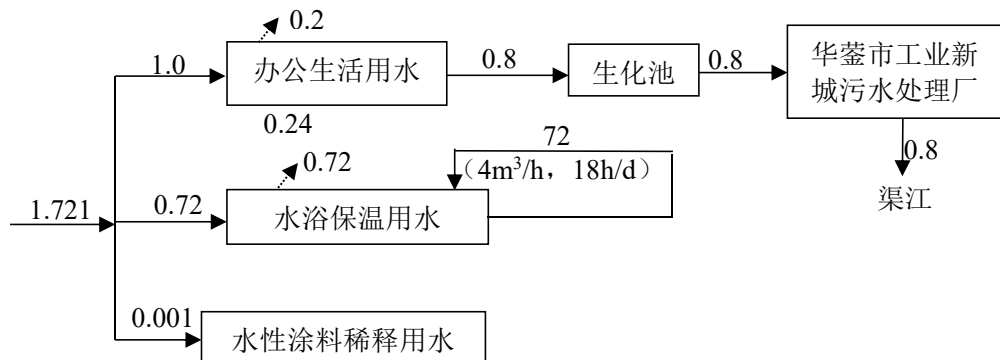 0.2
1.0
办公生活用水
0.8
生化池
0.8
华蓥市工业新
城污水处理厂
0.24
0.8
渠江
72
(4m³/h，18h/d)
0.72
1.721
0.72
水浴保温用水
0.001
水性涂料稀释用水